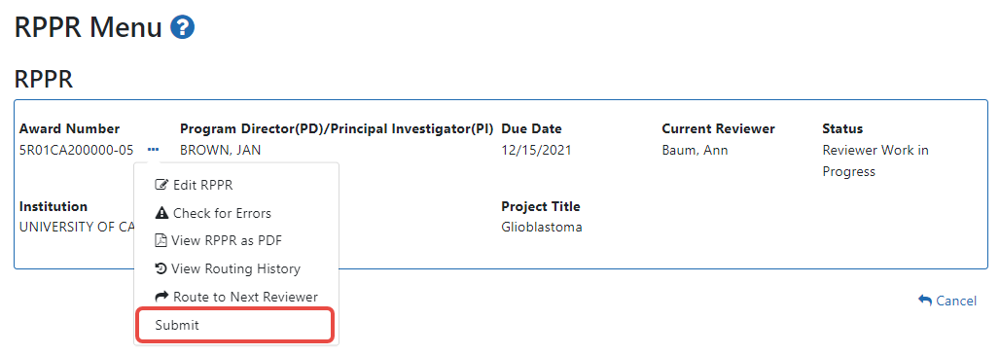 RPPR Menu ?
RPPR
Award Number Program Director(PD)/Principal Investigator(PI) Due Date Current Reviewer Status
5R01CA200000-05 ••• BROWN, JAN 12/15/2021 Baum, Ann Reviewer Work in
Progress
Edit RPPR
Institution Project Title
Check for Errors
UNIVERSITY OF CA Glioblastoma
View RPPR as PDF
View Routing History
Route to Next Reviewer
Submit
Cancel